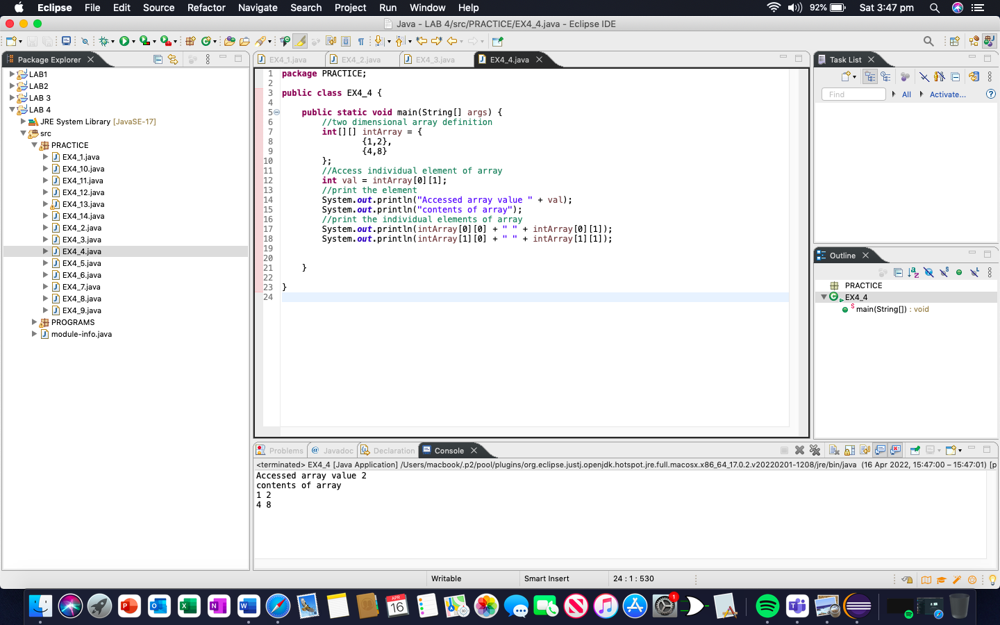 Eclipse File Edit Source Refactor Navigate Search Project Run Window Help 92% Sat 3:47 pm
Java - LAB 4/src/PRACTICE/EX4_4.java - Eclipse IDE
Package Explorer
LAB1
LAB2
LAB 3
LAB 4
JRE System Library [JavaSE-17]
src
PRACTICE
EX4_1.java
EX4_10.java
EX4_11.java
EX4_12.java
EX4_13.java
EX4_14.java
EX4_2.java
EX4_3.java
EX4_4.java
EX4_5.java
EX4_6.java
EX4_7.java
EX4_8.java
EX4_9.java
PROGRAMS
module-info.java
EX4_1.java EX4_2.java EX4_3.java EX4_4.java
1 package PRACTICE;
2
3 public class EX4_4 {
4
5 public static void main(String[] args) {
6 //two dimensional array definition
7 int[][] intArray = {
8 {1,2},
9 {4,8}
10 };
11 //Access individual element of array
12 int val = intArray[0][1];
13 //print the element
14 System.out.println("Accessed array value " + val);
15 System.out.println("contents of array");
16 //print the individual elements of array
17 System.out.println(intArray[0][0] + " " + intArray[0][1]);
18 System.out.println(intArray[1][0] + " " + intArray[1][1]);
19
20
21 }
22
23 }
24
Task List
Find All Activate...
Outline
PRACTICE
EX4_4
main(String[]) : void
Problems Javadoc Declaration Console
<terminated> EX4_4 [Java Application] /Users/macbook/.p2/pool/plugins/org.eclipse.justj.openjdk.hotspot.jre.full.macosx.x86_64_17.0.2.v20220201-1208/jre/bin/java (16 Apr 2022, 15:47:00 – 15:47:01) [p
Accessed array value 2
contents of array
1 2
4 8
Writable Smart Insert 24 : 1 : 530
APR
16
1